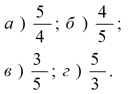 а) 5/4; б) 4/5;
в) 3/5; г) 5/3.